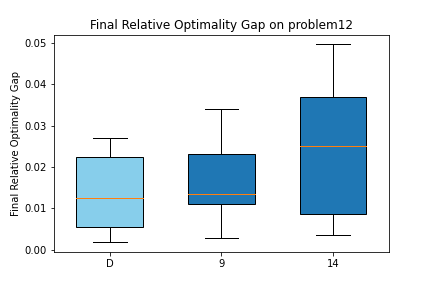 Final Relative Optimality Gap on problem12
Final Relative Optimality Gap
0.05
0.04
0.03
0.02
0.01
0.00
D 9 14